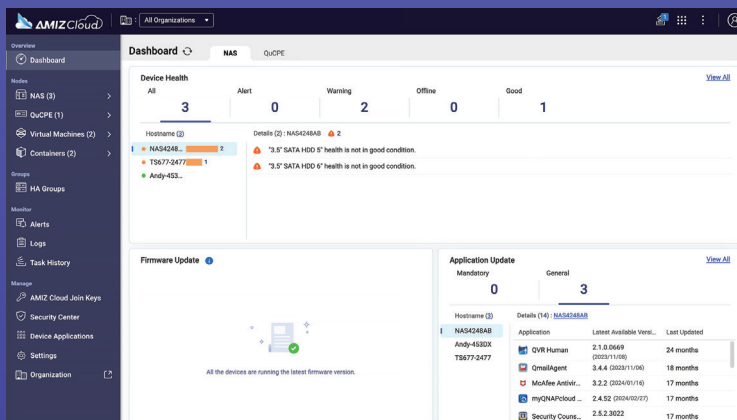 AMIZCloud
All Organizations
Overview
Dashboard
Nodes
NAS (3)
QuCPE (1)
Virtual Machines (2)
Containers (2)
Groups
HA Groups
Monitor
Alerts
Logs
Task History
Manage
AMIZ Cloud Join Keys
Security Center
Device Applications
Settings
Organization
Dashboard
NAS
QuCPE
Device Health
View All
All
Alert
Warning
Offline
Good
3
0
2
0
1
Hostname (3)
Details (2) : NAS4248AB
2
NAS4248...
2
TS677-2477
1
Andy-453...
"3.5" SATA HDD 5" health is not in good condition.
"3.5" SATA HDD 6" health is not in good condition.
Firmware Update
All the devices are running the latest firmware version.
Application Update
View All
Mandatory
General
0
3
Hostname (3)
Details (14) : NAS4248AB
NAS4248AB
Andy-453DX
TS677-2477
Application
Latest Available Versi...
Last Updated
QVR Human
2.1.0.0669
(2023/11/08)
24 months
QmailAgent
3.4.4 (2023/11/06)
18 months
McAfee Antivir...
3.2.2 (2024/01/16)
17 months
myQNAPcloud ...
2.4.52 (2024/02/27)
17 months
Security Couns...
2.5.2.3022
17 months